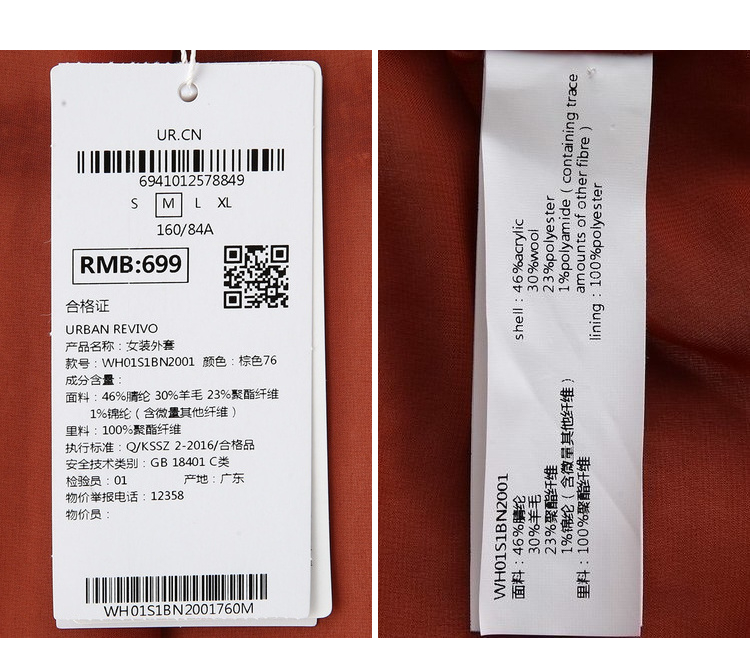 UR.CN
6941012578849
S M L XL
160/84A
RMB:699
合格证
URBAN REVIVO
产品名称：女装外套
款号：WH01S1BN2001 颜色：棕色76
成分含量：
面料：46%腈纶 30%羊毛 23%聚酯纤维
1%锦纶（含微量其他纤维）
里料：100%聚酯纤维
执行标准：Q/KSSZ 2-2016/合格品
安全技术类别：GB 18401 C类
检验员：01 产地：广东
物价举报电话：12358
物价员：
WH01S1BN2001760M
WH01S1BN2001
面料：46%腈纶
30%羊毛
23%聚酯纤维
1%锦纶（含微量其他纤维）
里料：100%聚酯纤维
shell：46%acrylic
30%wool
23%polyester
1%polyamide（containing trace
amounts of other fibre）
lining：100%polyester